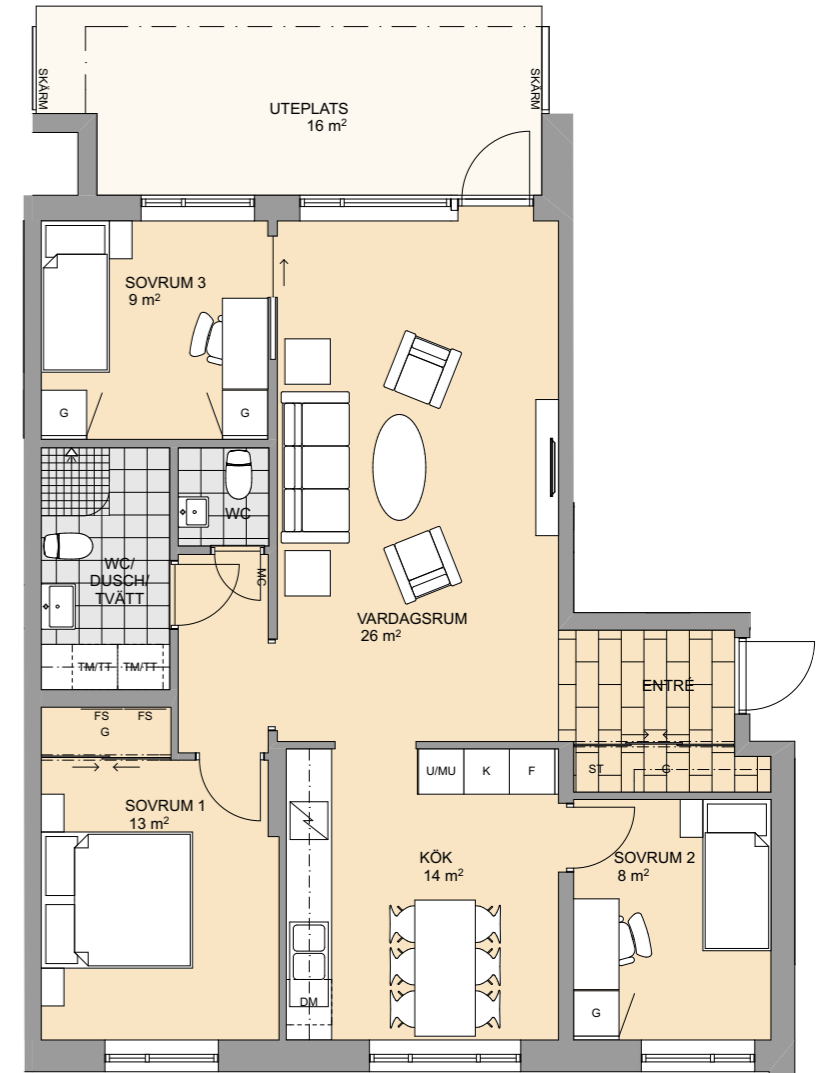 SKÄRM
SKÄRM
UTEPLATS
16 m²
SOVRUM 3
9 m²
G
G
WC
WC/
DUSCH/
TVÄTT
MC
VARDAGSRUM
26 m²
TM/TT
TM/TT
ENTRÉ
FS
FS
G
ST
G
U/MU
K
F
SOVRUM 1
13 m²
KÖK
14 m²
SOVRUM 2
8 m²
DM
G